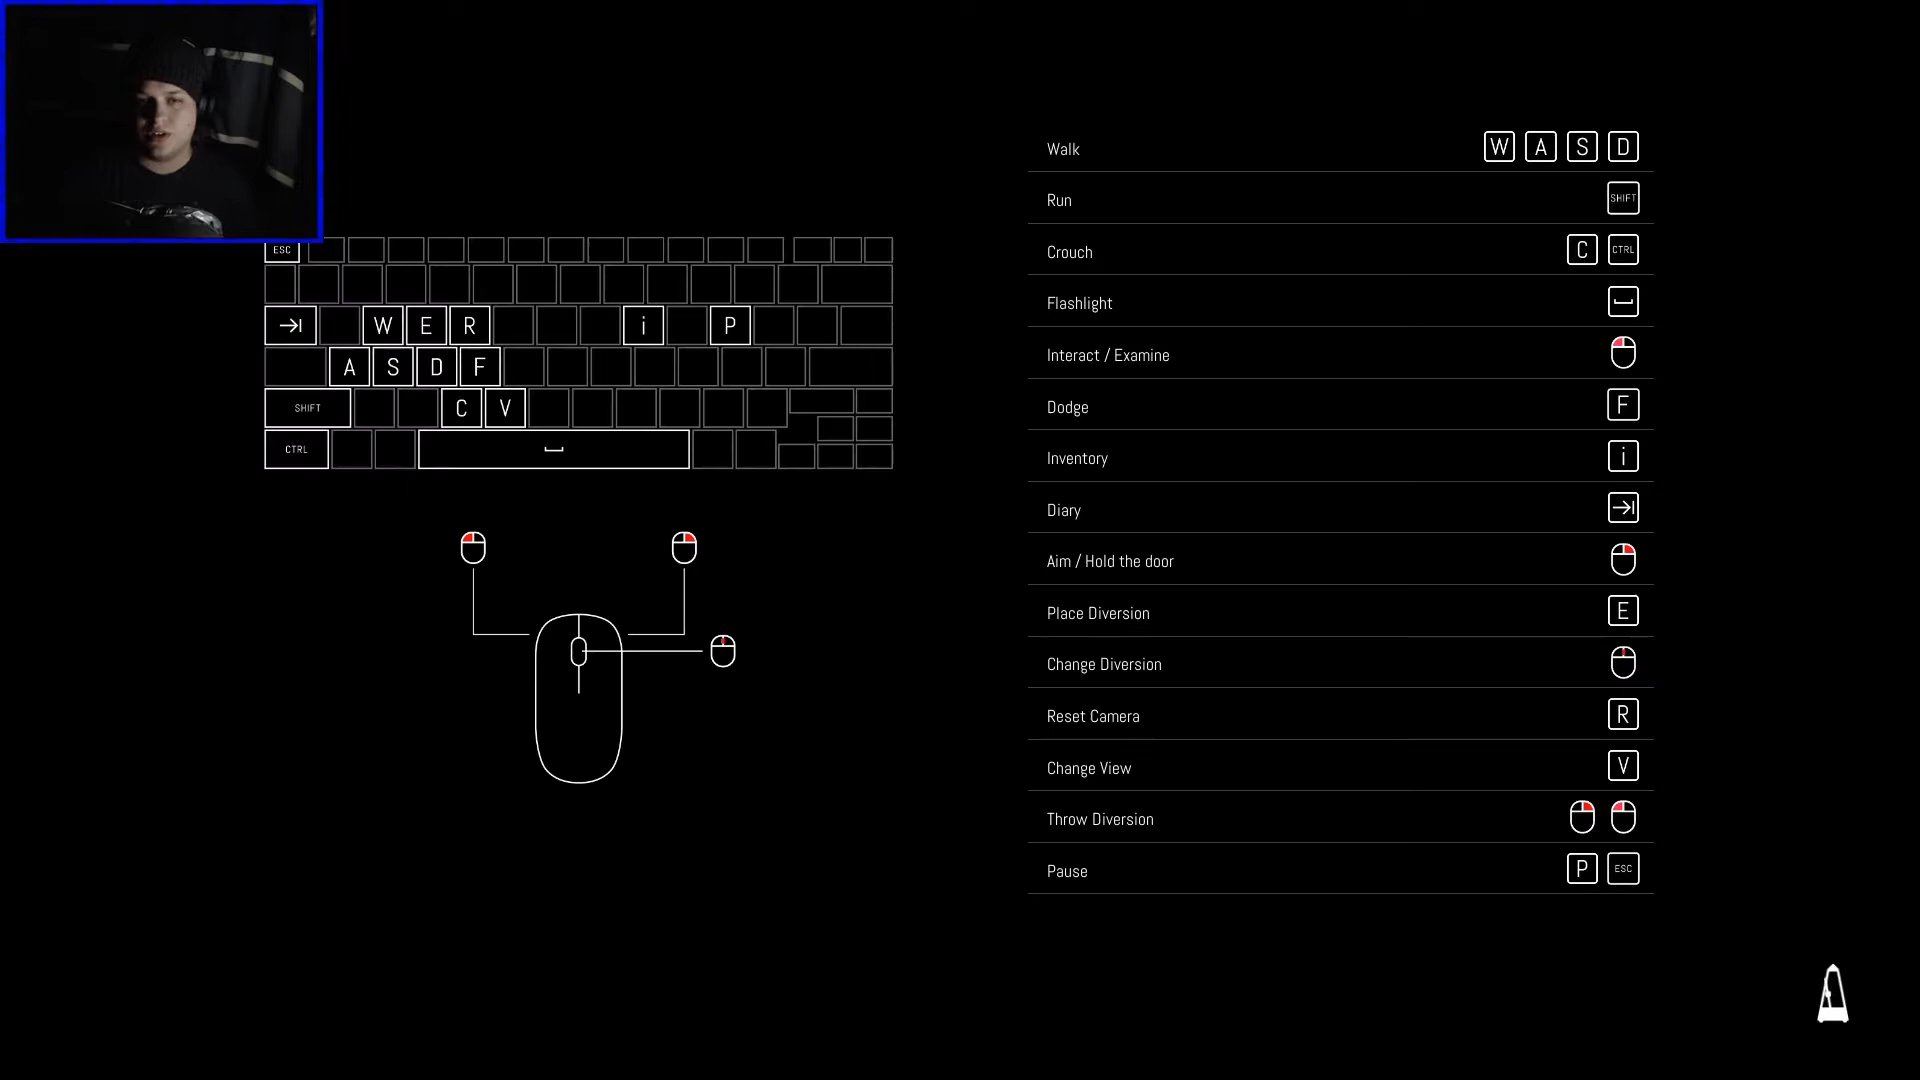 ESC
W E R i P
A S D F
SHIFT C V
CTRL
Walk W A S D
Run SHIFT
Crouch C CTRL
Flashlight
Interact / Examine
Dodge F
Inventory i
Diary
Aim / Hold the door
Place Diversion E
Change Diversion
Reset Camera R
Change View V
Throw Diversion
Pause P ESC